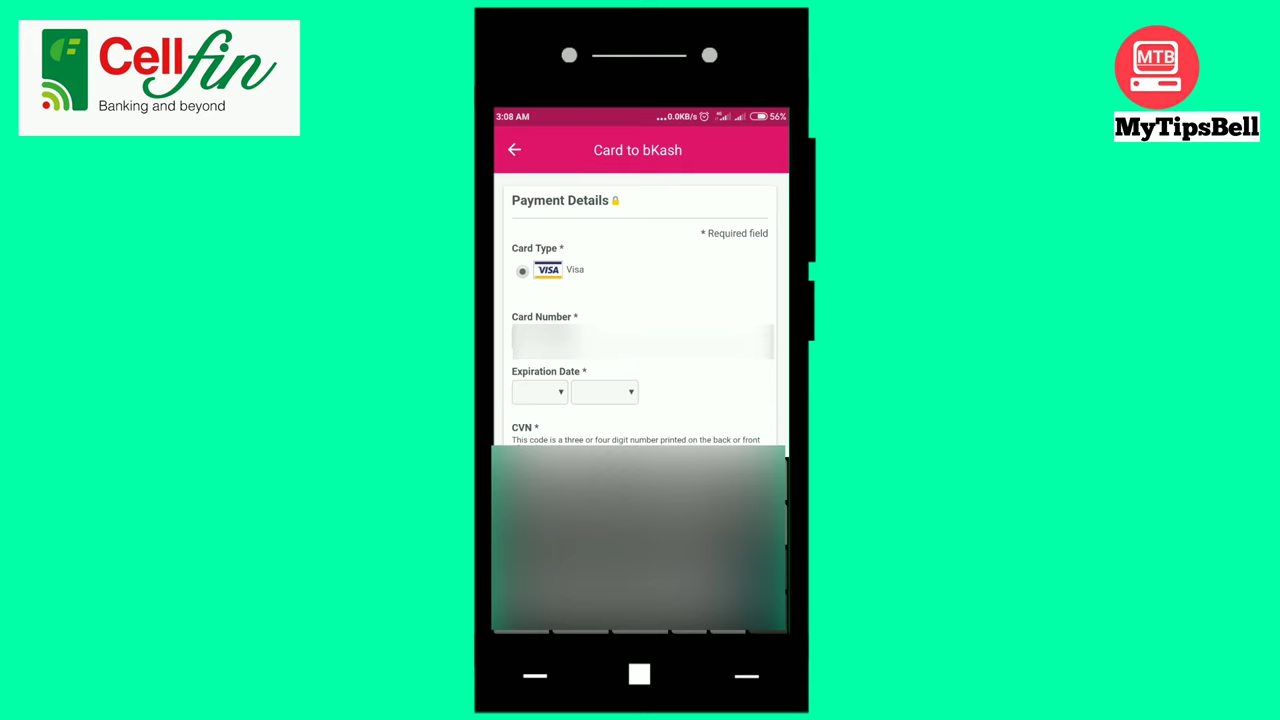 Cellfin
Banking and beyond
MTB
MyTipsBell
3:08 AM
...0.0KB/s
4G
56%
Card to bKash
Payment Details
* Required field
Card Type *
VISA Visa
Card Number *
Expiration Date *
CVN *
This code is a three or four digit number printed on the back or front